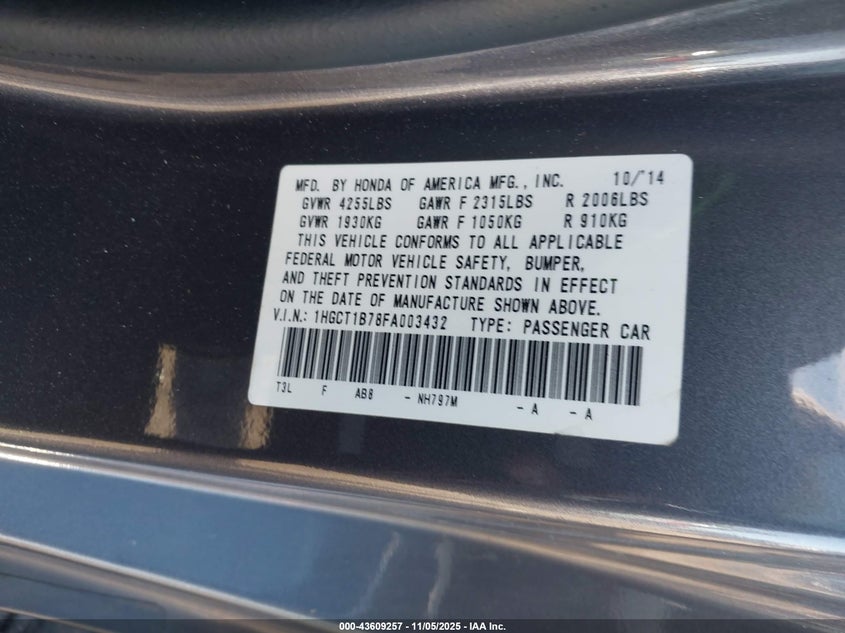 MFD. BY HONDA OF AMERICA MFG., INC. 10/'14
GVWR 4255LBS GAWR F 2315LBS R 2006LBS
GVWR 1930KG GAWR F 1050KG R 910KG
THIS VEHICLE CONFORMS TO ALL APPLICABLE
FEDERAL MOTOR VEHICLE SAFETY, BUMPER,
AND THEFT PREVENTION STANDARDS IN EFFECT
ON THE DATE OF MANUFACTURE SHOWN ABOVE.
V.I.N.: 1HGCT1B78FA003432 TYPE: PASSENGER CAR
T3L F AB8 - NH797M - A - A
000-43609257 - 11/05/2025 - IAA Inc.